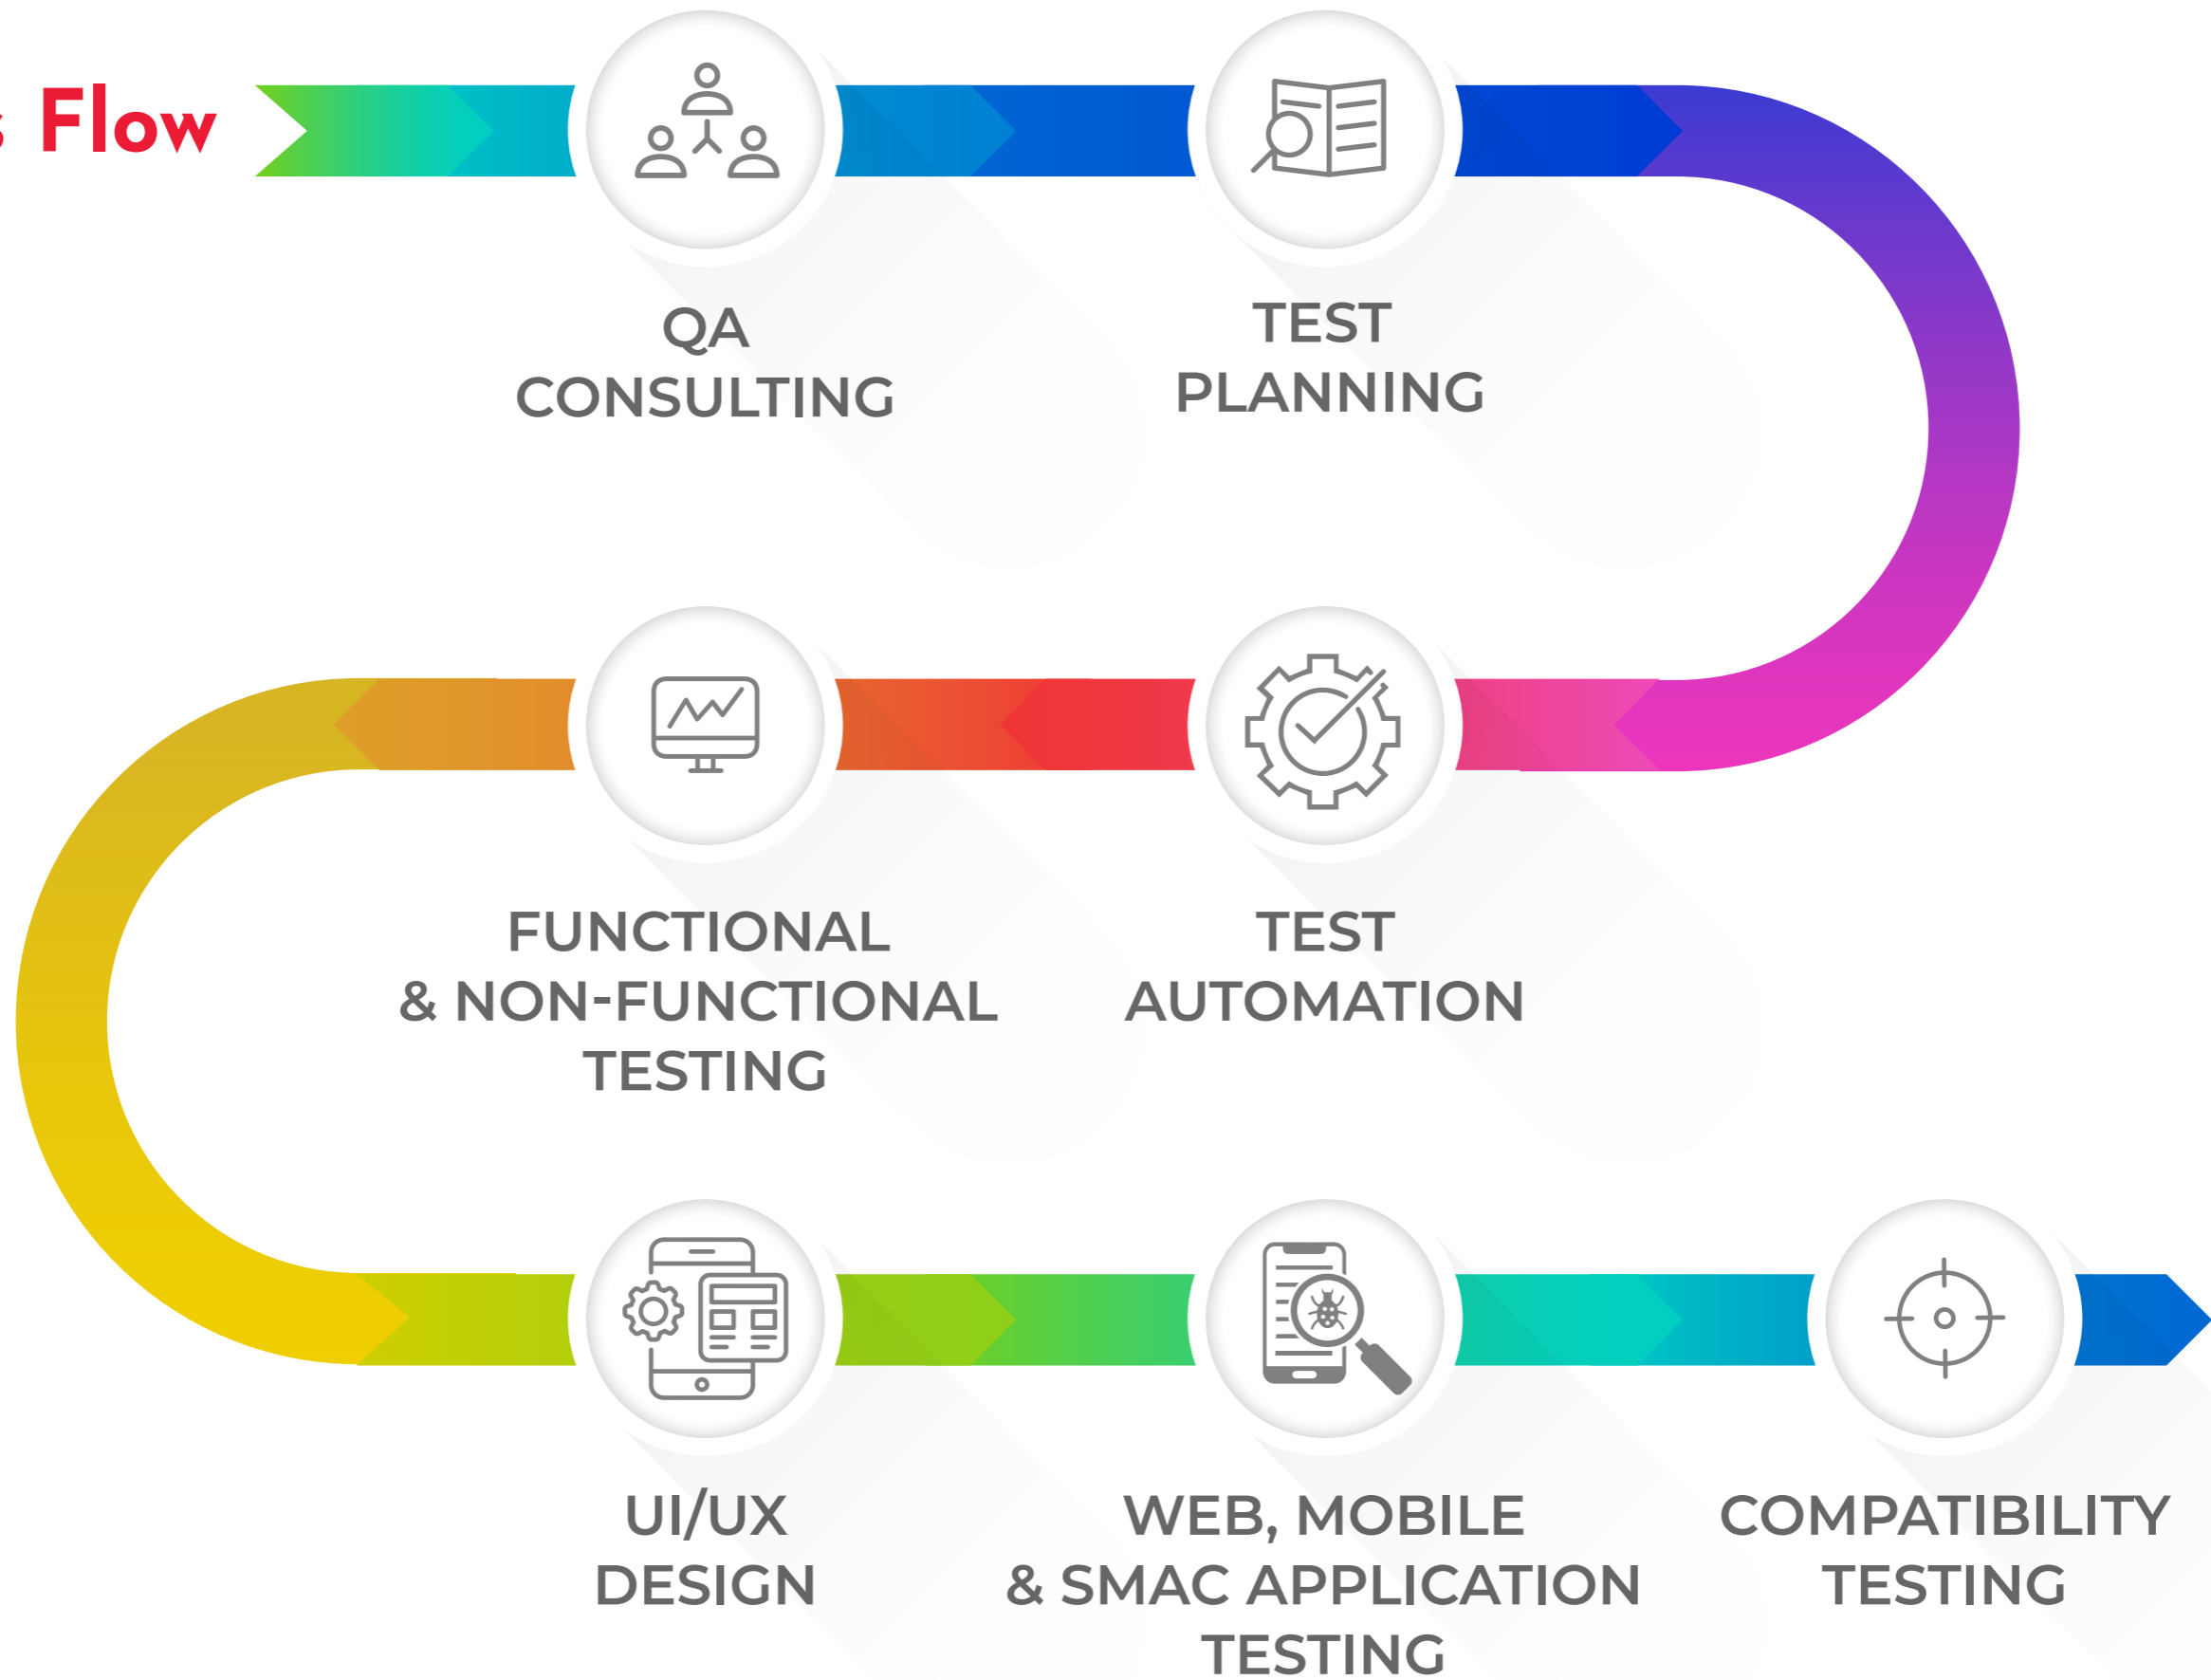 Flow
QA
CONSULTING
TEST
PLANNING
TEST
AUTOMATION
FUNCTIONAL
& NON-FUNCTIONAL
TESTING
UI/UX
DESIGN
WEB, MOBILE
& SMAC APPLICATION
TESTING
COMPATIBILITY
TESTING